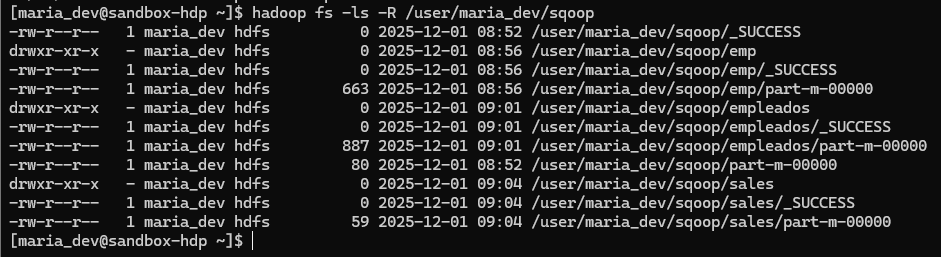 [maria_dev@sandbox-hdp ~]$ hadoop fs -ls -R /user/maria_dev/sqoop
-rw-r--r--   1 maria_dev hdfs          0 2025-12-01 08:52 /user/maria_dev/sqoop/_SUCCESS
drwxr-xr-x   - maria_dev hdfs          0 2025-12-01 08:56 /user/maria_dev/sqoop/emp
-rw-r--r--   1 maria_dev hdfs          0 2025-12-01 08:56 /user/maria_dev/sqoop/emp/_SUCCESS
-rw-r--r--   1 maria_dev hdfs        663 2025-12-01 08:56 /user/maria_dev/sqoop/emp/part-m-00000
drwxr-xr-x   - maria_dev hdfs          0 2025-12-01 09:01 /user/maria_dev/sqoop/empleados
-rw-r--r--   1 maria_dev hdfs          0 2025-12-01 09:01 /user/maria_dev/sqoop/empleados/_SUCCESS
-rw-r--r--   1 maria_dev hdfs        887 2025-12-01 09:01 /user/maria_dev/sqoop/empleados/part-m-00000
-rw-r--r--   1 maria_dev hdfs         80 2025-12-01 08:52 /user/maria_dev/sqoop/part-m-00000
drwxr-xr-x   - maria_dev hdfs          0 2025-12-01 09:04 /user/maria_dev/sqoop/sales
-rw-r--r--   1 maria_dev hdfs          0 2025-12-01 09:04 /user/maria_dev/sqoop/sales/_SUCCESS
-rw-r--r--   1 maria_dev hdfs         59 2025-12-01 09:04 /user/maria_dev/sqoop/sales/part-m-00000
[maria_dev@sandbox-hdp ~]$